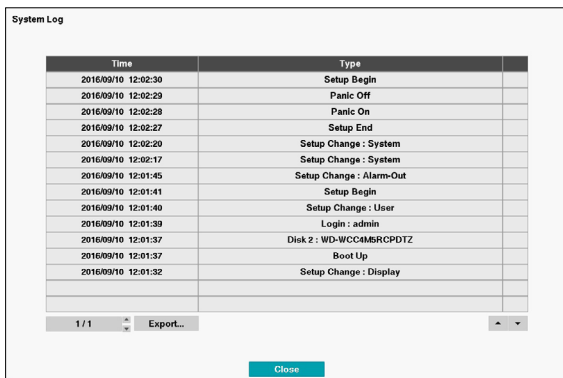 System Log
Time Type
2016/09/10 12:02:30 Setup Begin
2016/09/10 12:02:29 Panic Off
2016/09/10 12:02:28 Panic On
2016/09/10 12:02:27 Setup End
2016/09/10 12:02:20 Setup Change : System
2016/09/10 12:02:17 Setup Change : System
2016/09/10 12:01:45 Setup Change : Alarm-Out
2016/09/10 12:01:41 Setup Begin
2016/09/10 12:01:40 Setup Change : User
2016/09/10 12:01:39 Login : admin
2016/09/10 12:01:37 Disk 2 : WD-WCC4M5RCPDTZ
2016/09/10 12:01:37 Boot Up
2016/09/10 12:01:32 Setup Change : Display
1 / 1 Export...
Close